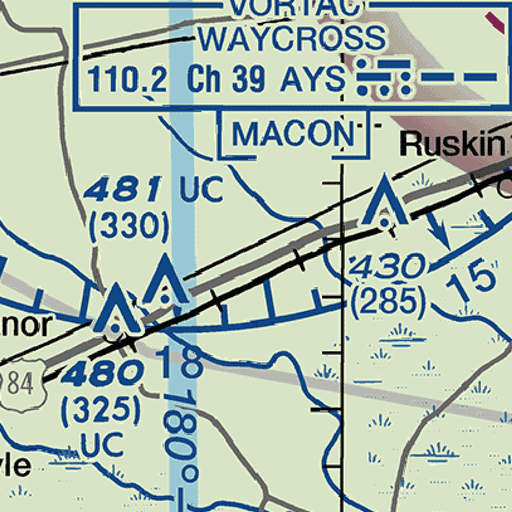 VORTAC
WAYCROSS
110.2 Ch 39 AYS
MACON
Ruskin
481 UC
(330)
430
(285)
15
nor
84
480
(325)
UC
18
180°
yle